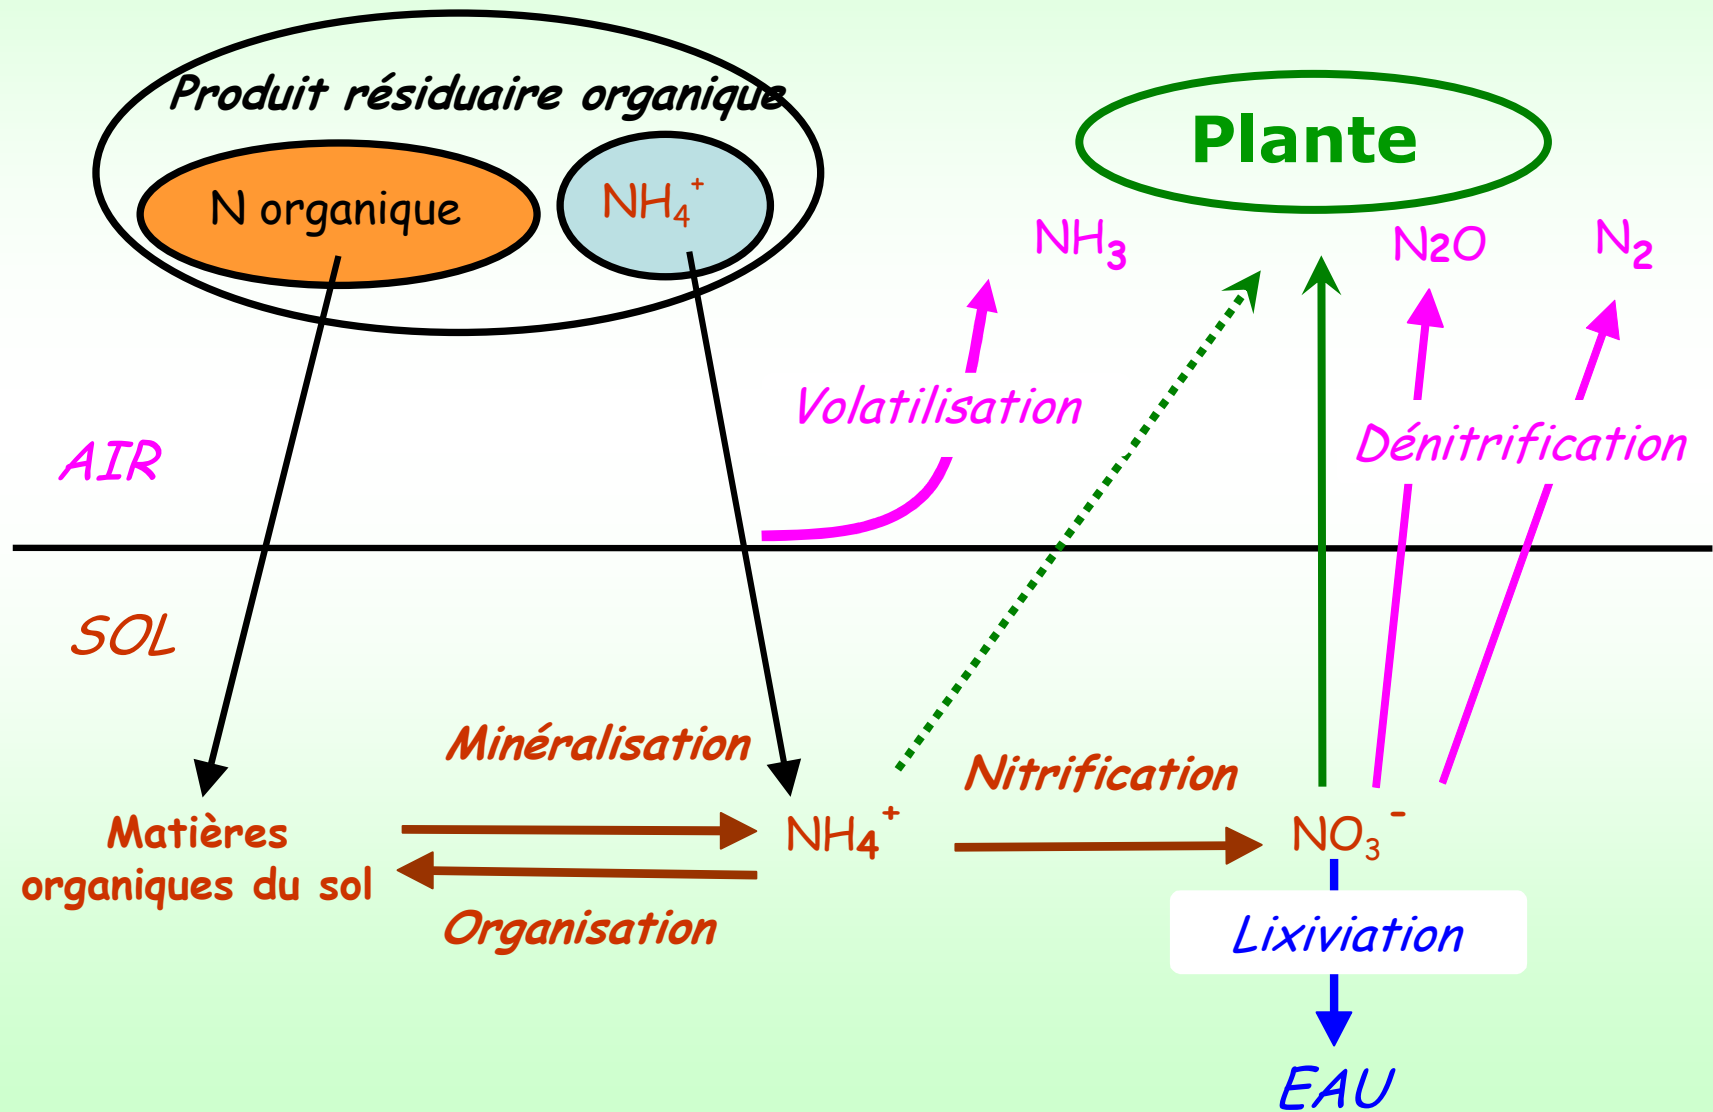 Produit résiduaire organique
N organique
NH₄⁺
Plante
NH₃
N2O
N₂
Volatilisation
Dénitrification
AIR
SOL
Minéralisation
Nitrification
Matières
organiques du sol
NH₄⁺
NO₃⁻
Organisation
Lixiviation
EAU